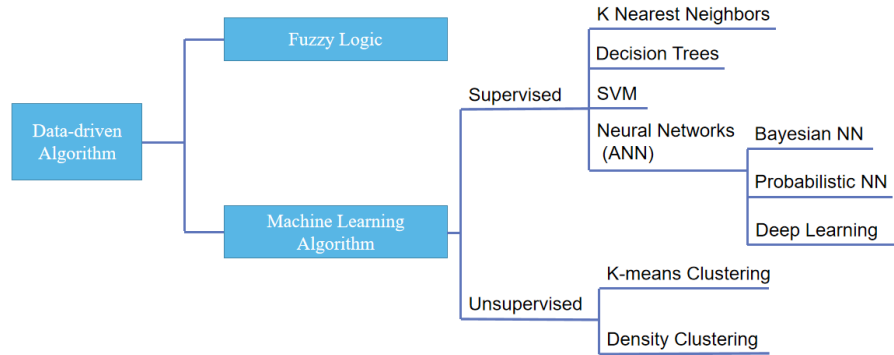 Data-driven
Algorithm
Fuzzy Logic
Machine Learning
Algorithm
Supervised
K Nearest Neighbors
Decision Trees
SVM
Neural Networks
(ANN)
Bayesian NN
Probabilistic NN
Deep Learning
Unsupervised
K-means Clustering
Density Clustering